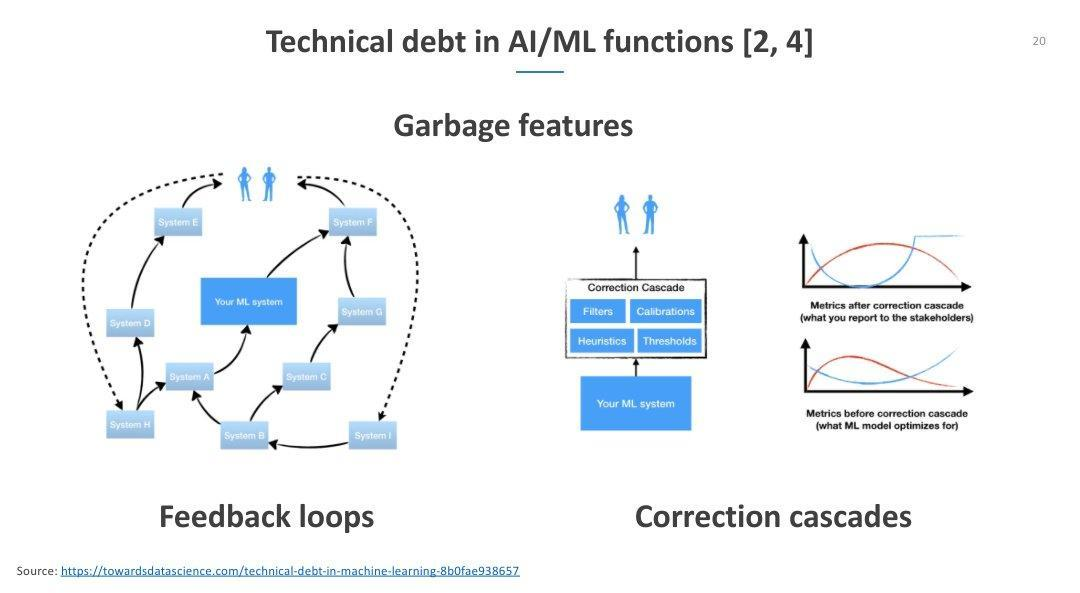 Technical debt in AI/ML functions [2, 4]
20
Garbage features
System E
System F
Your ML system
System G
System D
System A
System C
System H
System B
System I
Correction Cascade
Filters
Calibrations
Heuristics
Thresholds
Your ML system
Metrics after correction cascade
(what you report to the stakeholders)
Metrics before correction cascade
(what ML model optimizes for)
Feedback loops
Correction cascades
Source: https://towardsdatascience.com/technical-debt-in-machine-learning-8b0fae938657